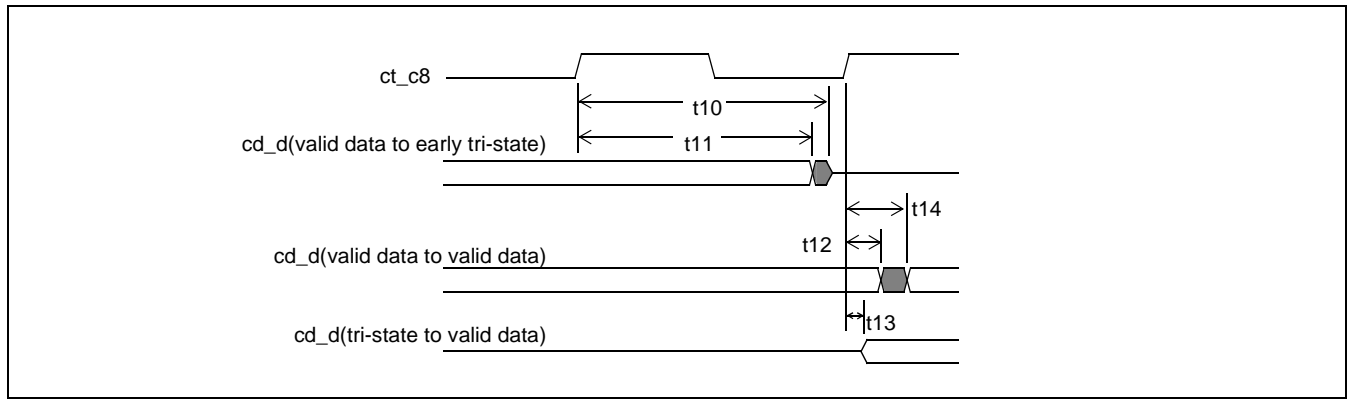 ct_c8
t10
cd_d(valid data to early tri-state)
t11
t14
t12
cd_d(valid data to valid data)
t13
cd_d(tri-state to valid data)